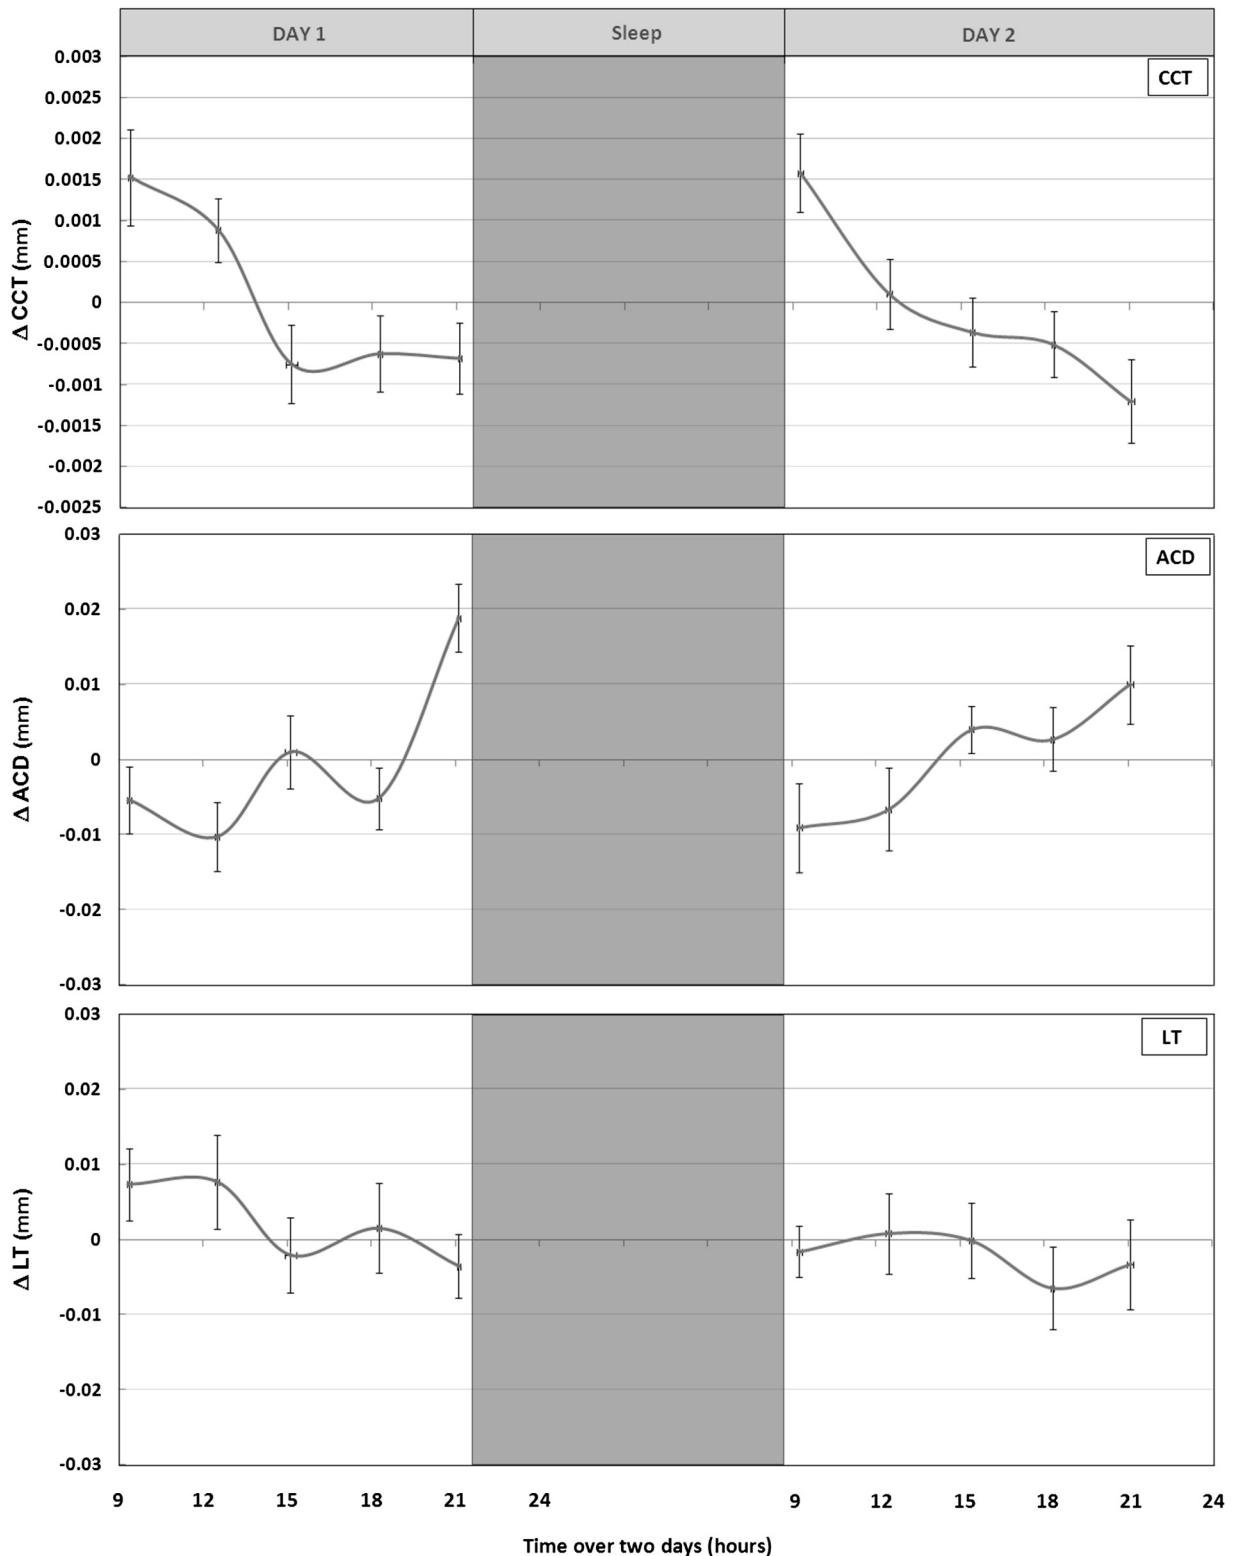 DAY 1 Sleep DAY 2
CCT
0.003
0.0025
0.002
0.0015
0.001
0.0005
0
-0.0005
-0.001
-0.0015
-0.002
-0.0025
Δ CCT (mm)
ACD
0.03
0.02
0.01
0
-0.01
-0.02
-0.03
Δ ACD (mm)
LT
0.03
0.02
0.01
0
-0.01
-0.02
-0.03
Δ LT (mm)
9 12 15 18 21 24 9 12 15 18 21 24
Time over two days (hours)